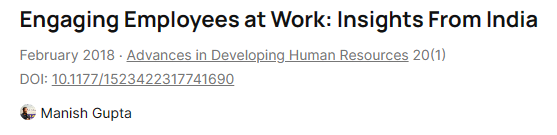 Engaging Employees at Work: Insights From India
February 2018 · Advances in Developing Human Resources 20(1)
DOI: 10.1177/1523422317741690
Manish Gupta